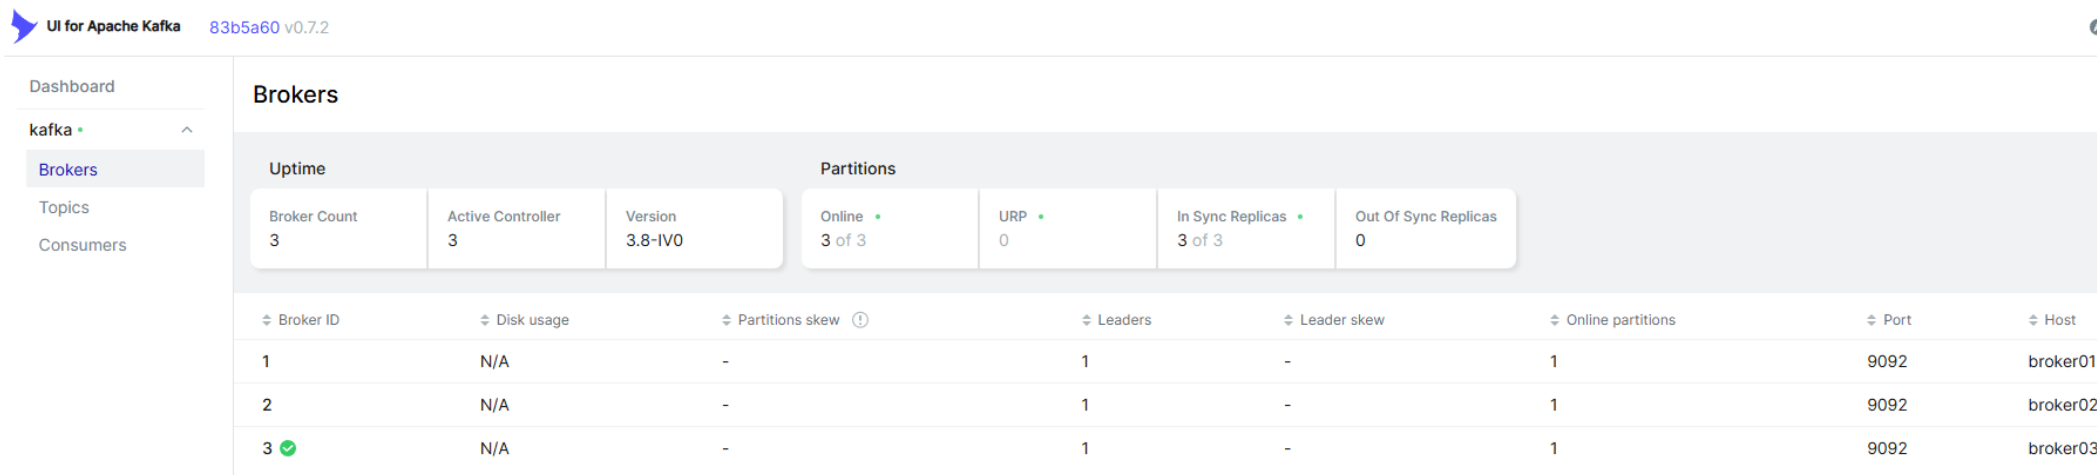 UI for Apache Kafka 83b5a60 v0.7.2
Dashboard
kafka
Brokers
Topics
Consumers
Brokers
Uptime
Broker Count
3
Active Controller
3
Version
3.8-IV0
Partitions
Online
3 of 3
URP
0
In Sync Replicas
3 of 3
Out Of Sync Replicas
0
Broker ID Disk usage Partitions skew Leaders Leader skew Online partitions Port Host
1 N/A - 1 - 1 9092 broker01
2 N/A - 1 - 1 9092 broker02
3 N/A - 1 - 1 9092 broker03